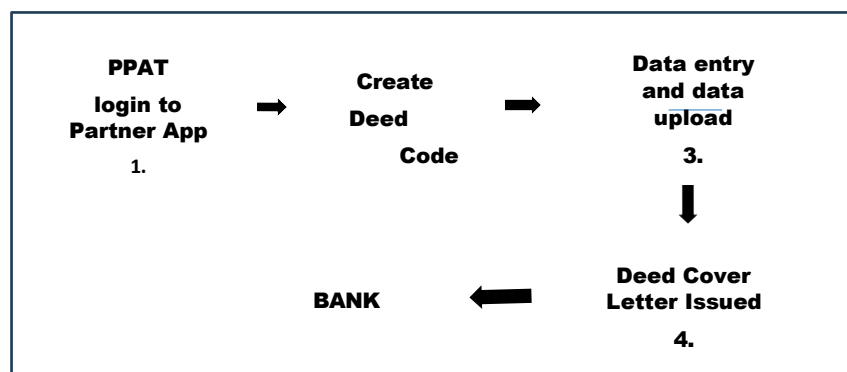 PPAT
login to
Partner App
1.
Create
Deed
Code
Data entry
and data
upload
3.
Deed Cover
Letter Issued
4.
BANK